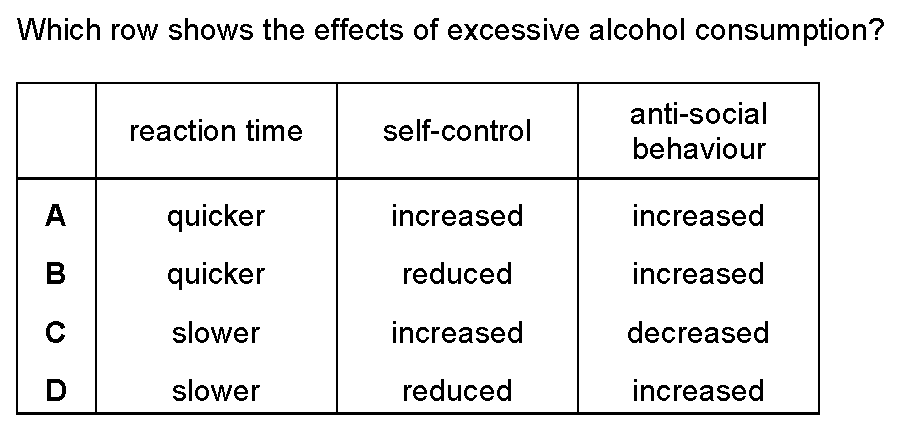 Which row shows the effects of excessive alcohol consumption?
reaction time self-control anti-social behaviour
A quicker increased increased
B quicker reduced increased
C slower increased decreased
D slower reduced increased